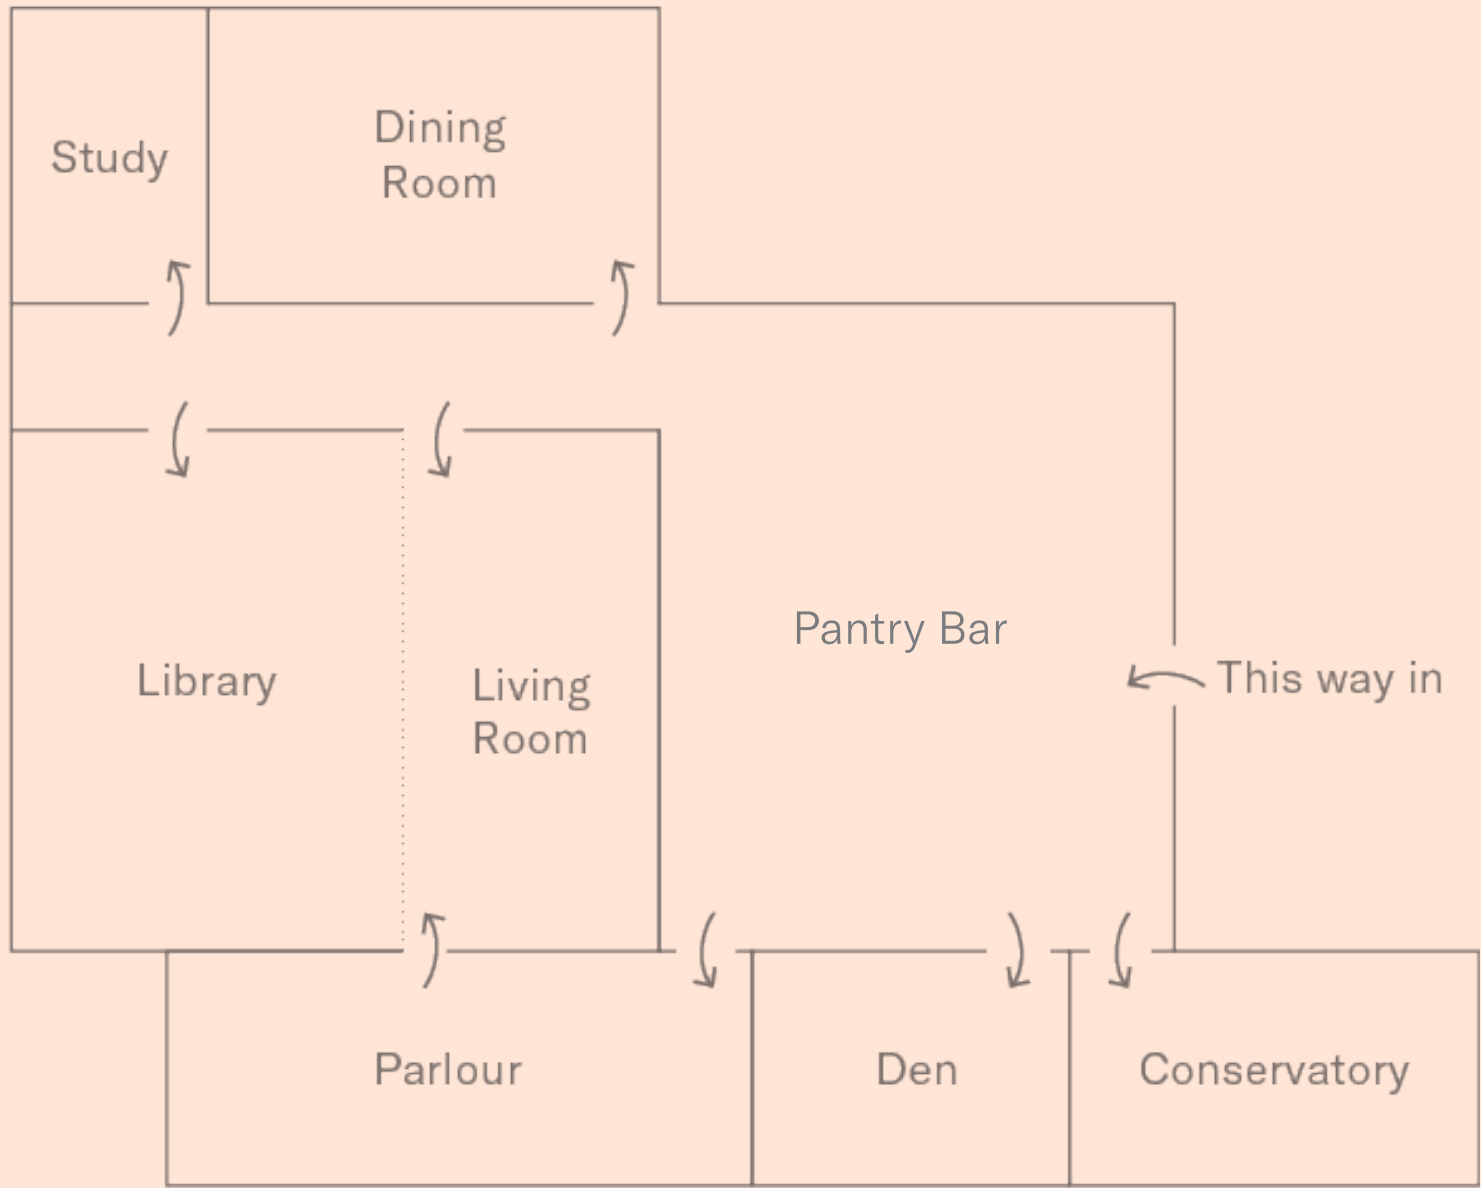 Study
Dining
Room
Pantry Bar
This way in
Library
Living
Room
Parlour
Den
Conservatory